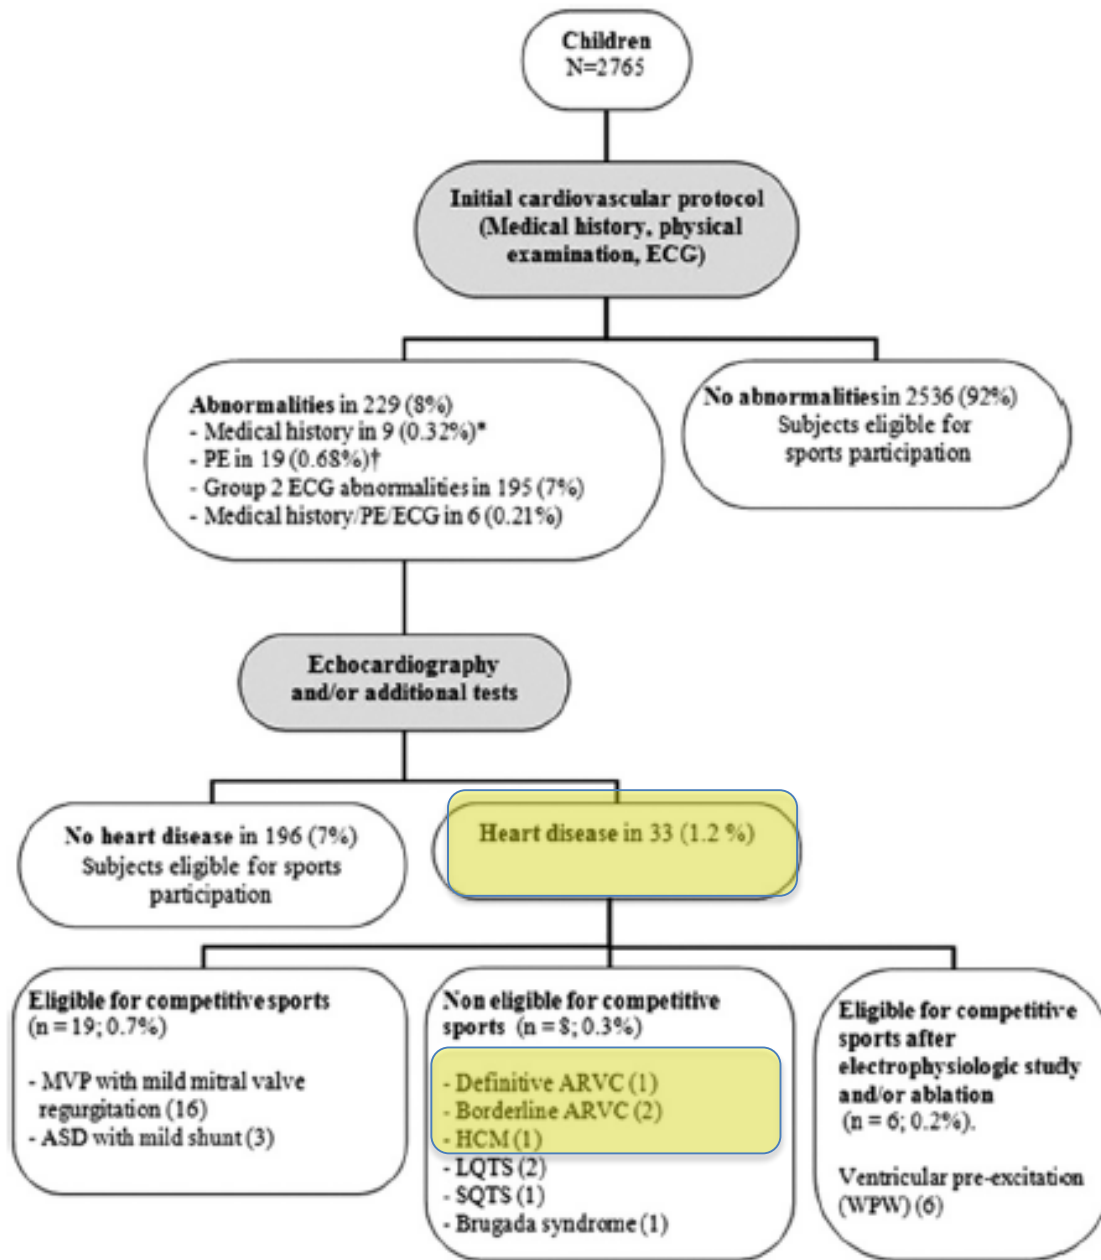 Children
N=2765
Initial cardiovascular protocol
(Medical history, physical
examination, ECG)
Abnormalities in 229 (8%)
- Medical history in 9 (0.32%)*
- PE in 19 (0.68%)†
- Group 2 ECG abnormalities in 195 (7%)
- Medical history/PE/ECG in 6 (0.21%)
No abnormalities in 2536 (92%)
Subjects eligible for
sports participation
Echocardiography
and/or additional tests
No heart disease in 196 (7%)
Subjects eligible for sports
participation
Heart disease in 33 (1.2 %)
Eligible for competitive sports
(n = 19; 0.7%)
- MVP with mild mitral valve
regurgitation (16)
- ASD with mild shunt (3)
Non eligible for competitive
sports (n = 8; 0.3%)
- Definitive ARVC (1)
- Borderline ARVC (2)
- HCM (1)
- LQTS (2)
- SQTS (1)
- Brugada syndrome (1)
Eligible for competitive
sports after
electrophysiologic study
and/or ablation
(n = 6; 0.2%).
Ventricular pre-excitation
(WPW) (6)